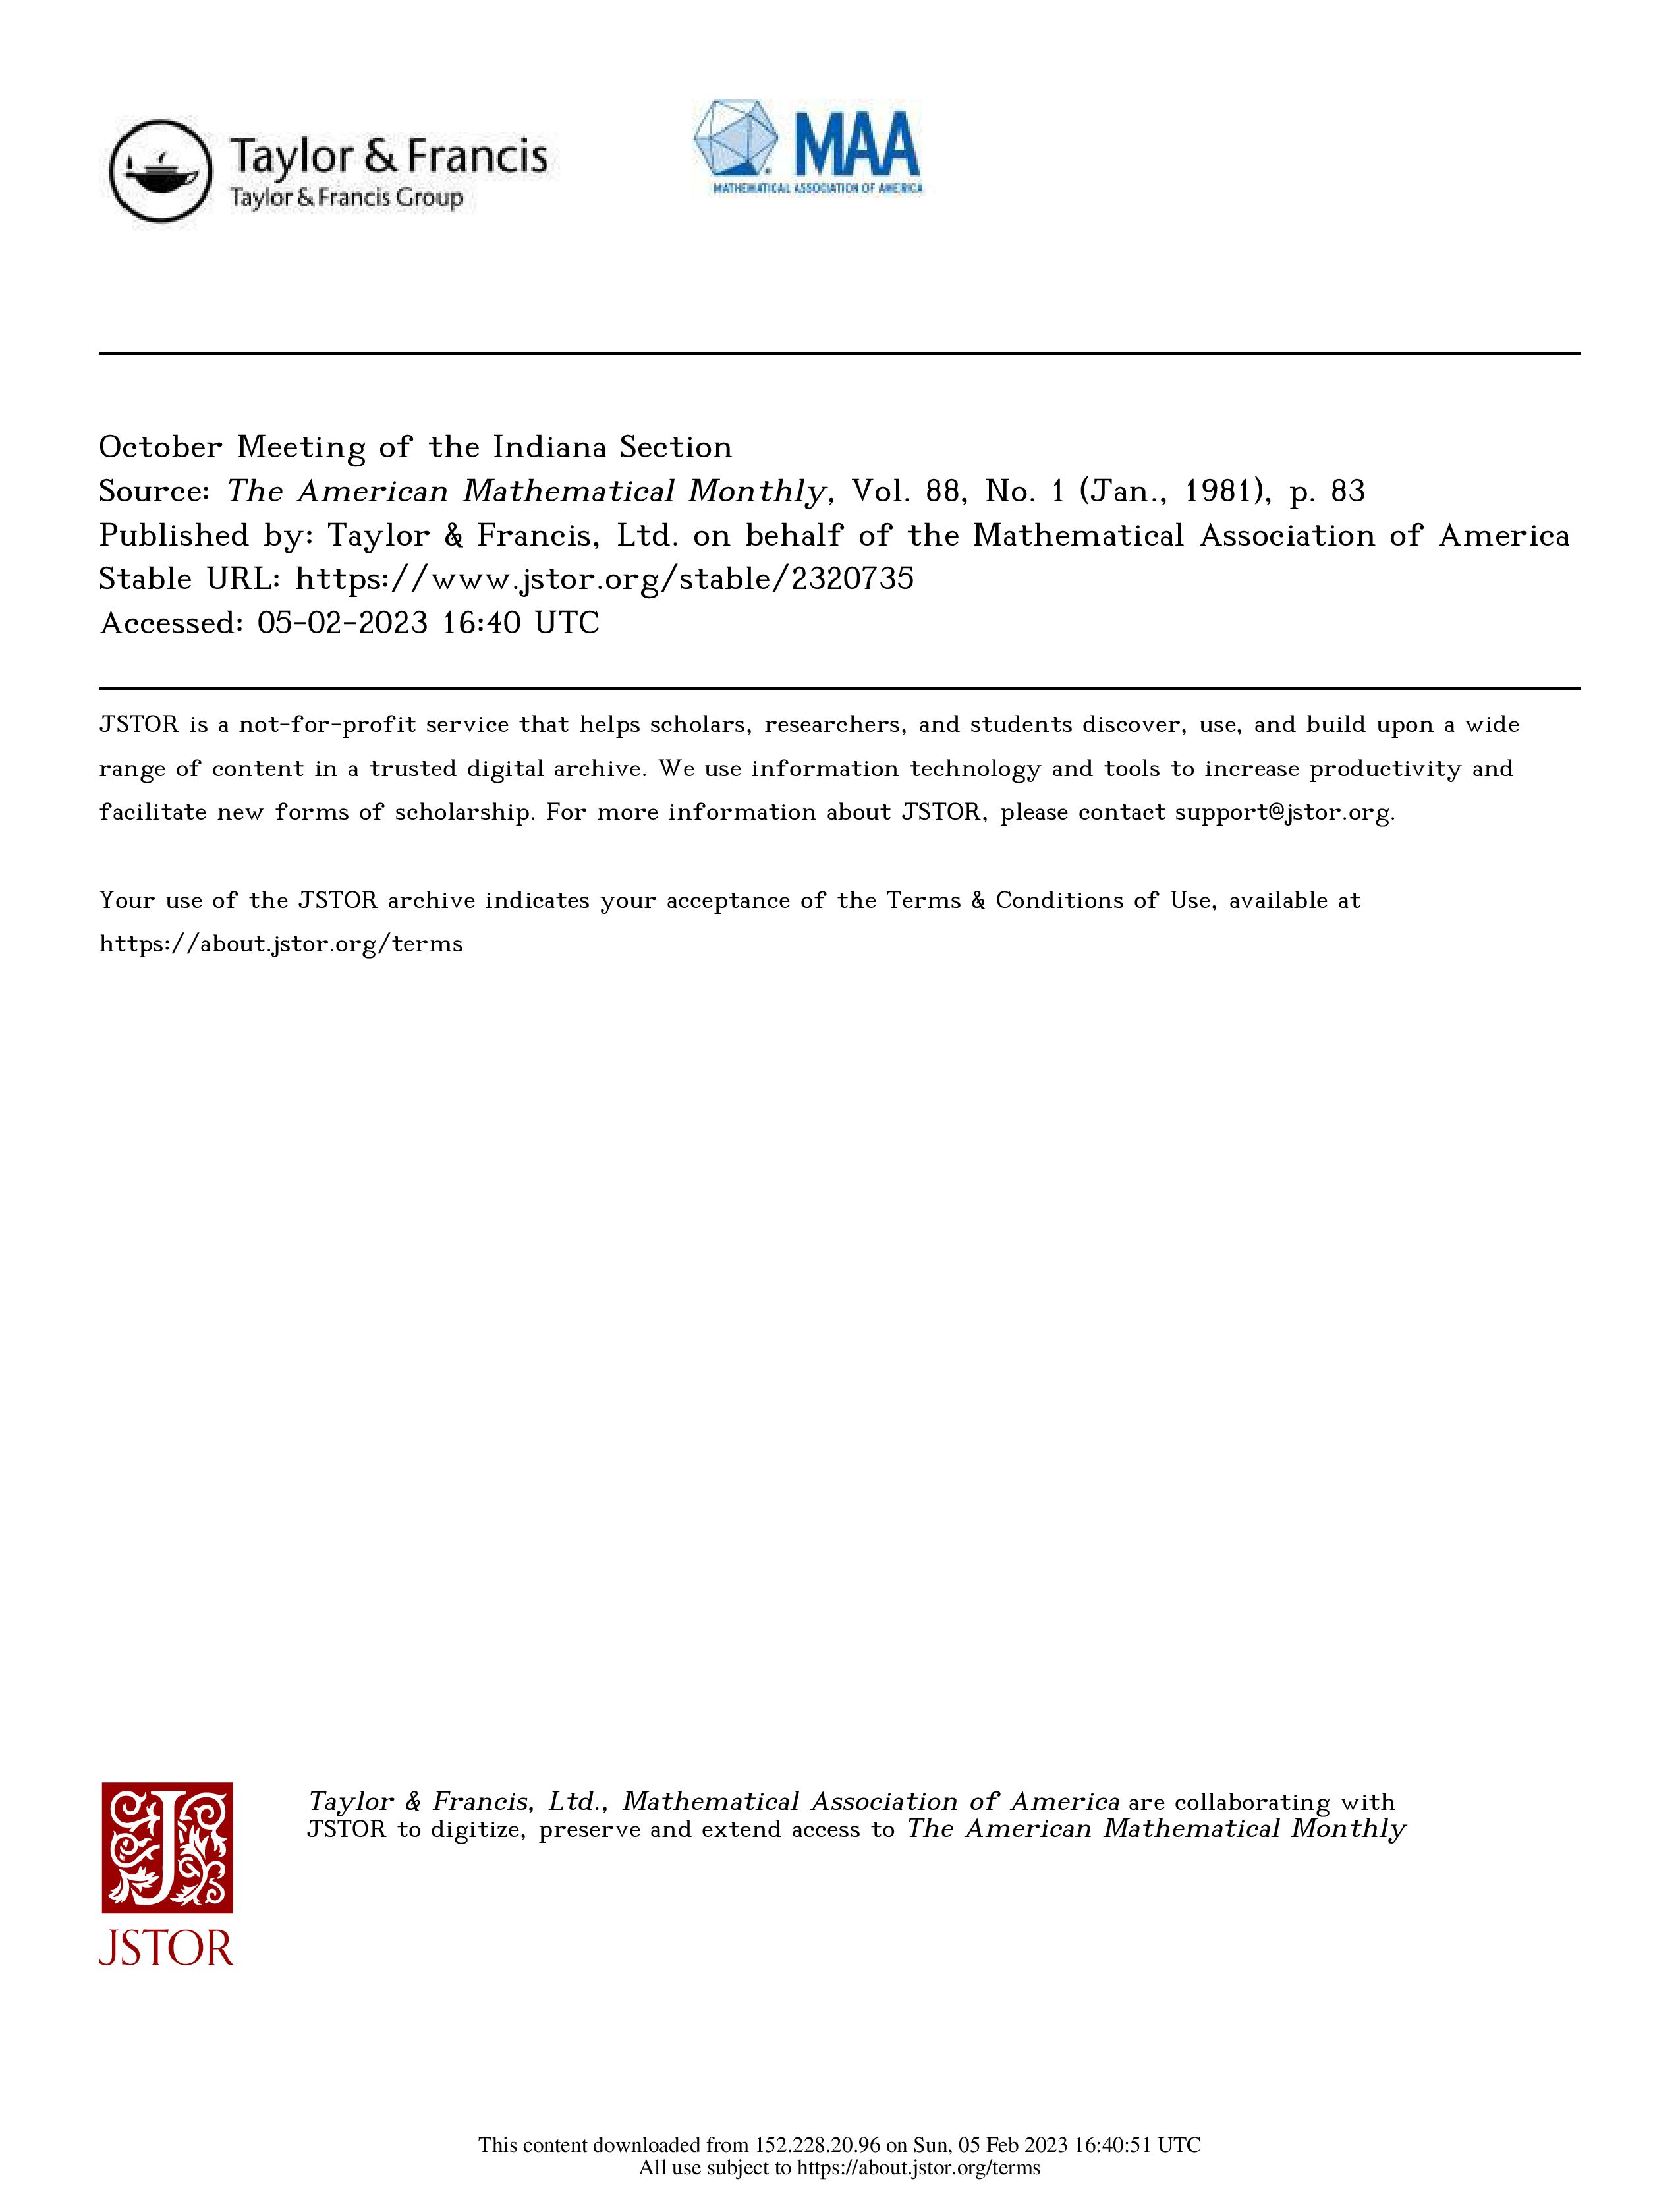 Taylor & Francis
Taylor & Francis Group
MAA
MATHEMATICAL ASSOCIATION OF AMERICA
October Meeting of the Indiana Section
Source: The American Mathematical Monthly, Vol. 88, No. 1 (Jan., 1981), p. 83
Published by: Taylor & Francis, Ltd. on behalf of the Mathematical Association of America
Stable URL: https://www.jstor.org/stable/2320735
Accessed: 05-02-2023 16:40 UTC
JSTOR is a not-for-profit service that helps scholars, researchers, and students discover, use, and build upon a wide
range of content in a trusted digital archive. We use information technology and tools to increase productivity and
facilitate new forms of scholarship. For more information about JSTOR, please contact support@jstor.org.
Your use of the JSTOR archive indicates your acceptance of the Terms & Conditions of Use, available at
https://about.jstor.org/terms
Taylor & Francis, Ltd., Mathematical Association of America are collaborating with
JSTOR to digitize, preserve and extend access to The American Mathematical Monthly
J
JSTOR
This content downloaded from 152.228.20.96 on Sun, 05 Feb 2023 16:40:51 UTC
All use subject to https://about.jstor.org/terms